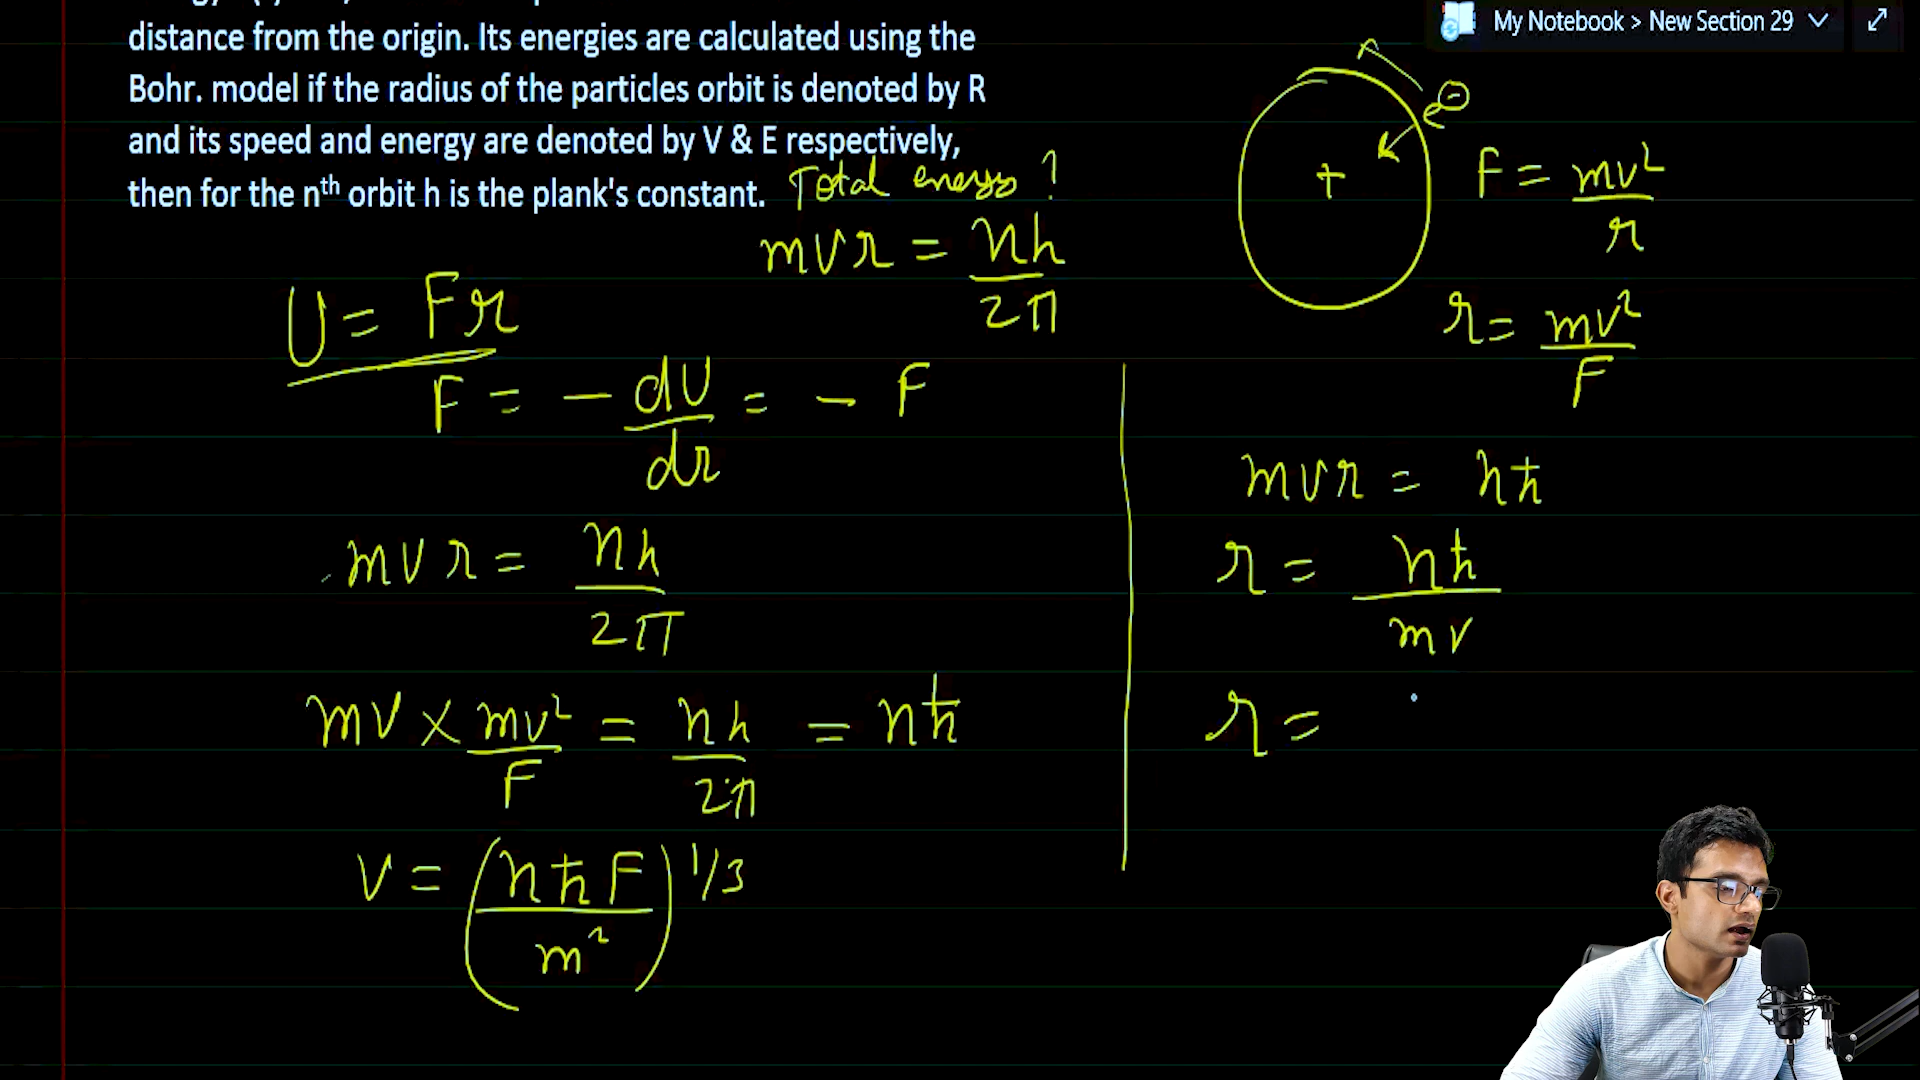 distance from the origin. Its energies are calculated using the
Bohr. model if the radius of the particles orbit is denoted by R
and its speed and energy are denoted by V & E respectively,
then for the nᵗʰ orbit h is the plank's constant. Total energy ?
mvr = nh/2π
U = Fr
F = - dU/dr = - F
mvr = nh/2π
mv × mv²/F = nh/2π = nħ
v = (nħF/m²)^1/3
My Notebook > New Section 29
e⊖
+
F = mv²/r
r = mv²/F
mvr = nħ
r = nħ/mv
r =